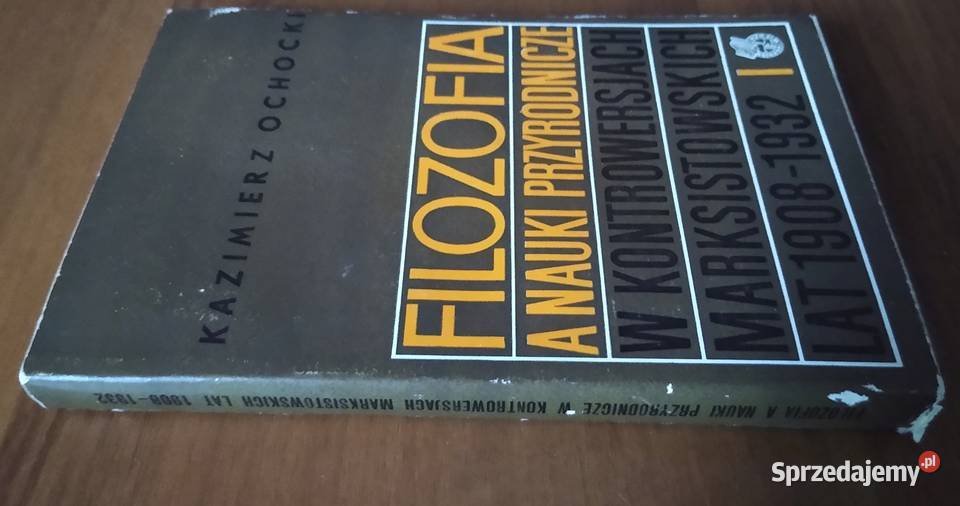 KAZIMIERZ OCHOCKI
FILOZOFIA
A NAUKI PRZYRODNICZE
W KONTROWERSJACH
MARKSISTOWSKICH
LAT 1908-1932
FILOZOFIA A NAUKI PRZYRODNICZE W KONTROWERSJACH MARKSISTOWSKICH LAT 1908-1932
Sprzedajemy.pl